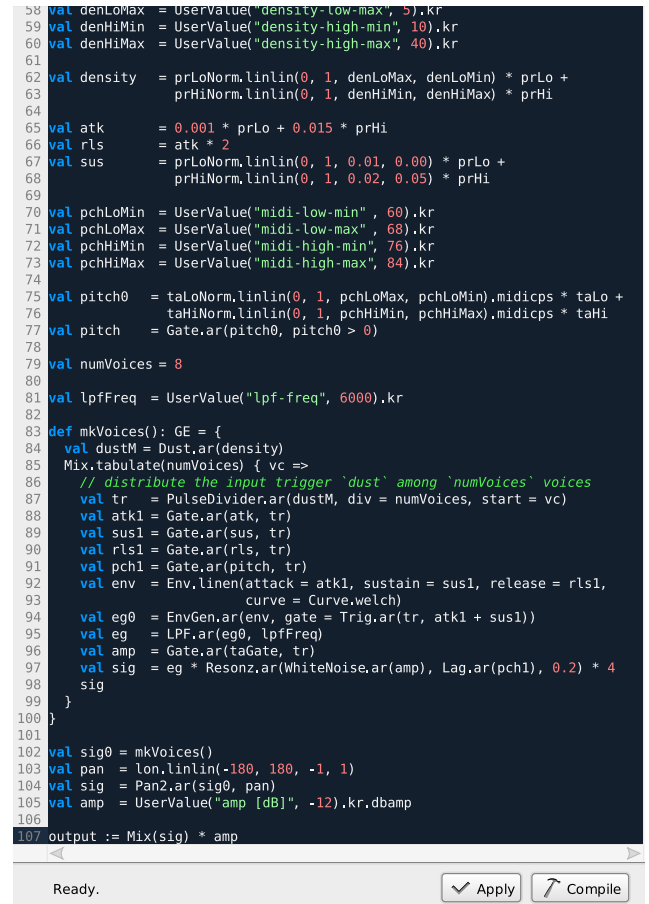 58 val denLoMax  = UserValue("density-low-max", 5).kr
59 val denHiMin  = UserValue("density-high-min", 10).kr
60 val denHiMax  = UserValue("density-high-max", 40).kr
61
62 val density   = prLoNorm.linlin(0, 1, denLoMax, denLoMin) * prLo +
63                 prHiNorm.linlin(0, 1, denHiMin, denHiMax) * prHi
64
65 val atk       = 0.001 * prLo + 0.015 * prHi
66 val rls       = atk * 2
67 val sus       = prLoNorm.linlin(0, 1, 0.01, 0.00) * prLo +
68                 prHiNorm.linlin(0, 1, 0.02, 0.05) * prHi
69
70 val pchLoMin  = UserValue("midi-low-min" , 60).kr
71 val pchLoMax  = UserValue("midi-low-max" , 68).kr
72 val pchHiMin  = UserValue("midi-high-min", 76).kr
73 val pchHiMax  = UserValue("midi-high-max", 84).kr
74
75 val pitch0   = taLoNorm.linlin(0, 1, pchLoMax, pchLoMin).midicps * taLo +
76                taHiNorm.linlin(0, 1, pchHiMin, pchHiMax).midicps * taHi
77 val pitch    = Gate.ar(pitch0, pitch0 > 0)
78
79 val numVoices = 8
80
81 val lpfFreq  = UserValue("lpf-freq", 6000).kr
82
83 def mkVoices(): GE = {
84   val dustM = Dust.ar(density)
85   Mix.tabulate(numVoices) { vc =>
86     // distribute the input trigger `dust` among `numVoices` voices
87     val tr   = PulseDivider.ar(dustM, div = numVoices, start = vc)
88     val atk1 = Gate.ar(atk, tr)
89     val sus1 = Gate.ar(sus, tr)
90     val rls1 = Gate.ar(rls, tr)
91     val pch1 = Gate.ar(pitch, tr)
92     val env  = Env.linen(attack = atk1, sustain = sus1, release = rls1,
93                          curve = Curve.welch)
94     val eg0  = EnvGen.ar(env, gate = Trig.ar(tr, atk1 + sus1))
95     val eg   = LPF.ar(eg0, lpfFreq)
96     val amp  = Gate.ar(taGate, tr)
97     val sig  = eg * Resonz.ar(WhiteNoise.ar(amp), Lag.ar(pch1), 0.2) * 4
98     sig
99   }
100 }
101
102 val sig0 = mkVoices()
103 val pan  = lon.linlin(-180, 180, -1, 1)
104 val sig  = Pan2.ar(sig0, pan)
105 val amp  = UserValue("amp [dB]", -12).kr.dbamp
106
107 output := Mix(sig) * amp
Ready. Apply Compile